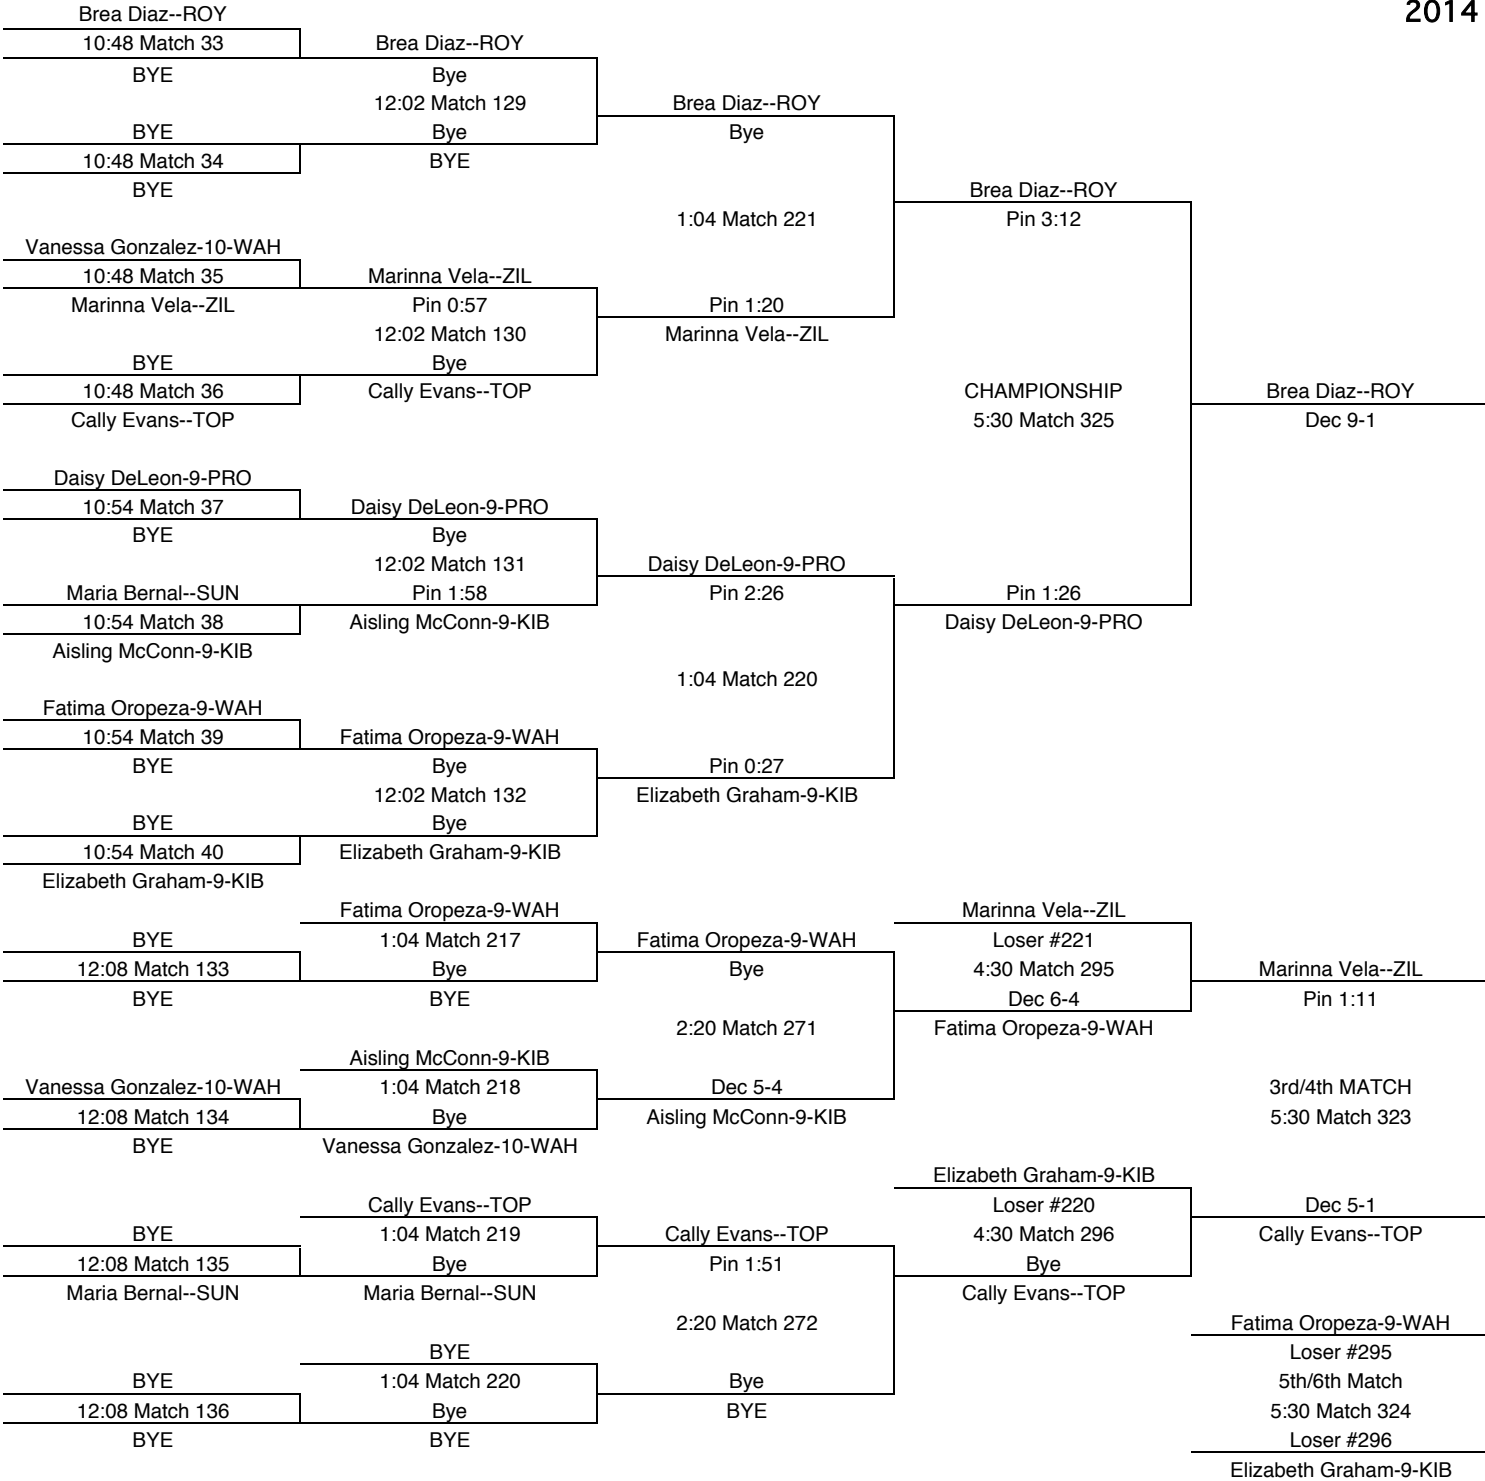 2014
Brea Diaz--ROY
10:48 Match 33
BYE
BYE
10:48 Match 34
BYE
Vanessa Gonzalez-10-WAH
10:48 Match 35
Marinna Vela--ZIL
BYE
10:48 Match 36
Cally Evans--TOP
Daisy DeLeon-9-PRO
10:54 Match 37
BYE
Maria Bernal--SUN
10:54 Match 38
Aisling McConn-9-KIB
Fatima Oropeza-9-WAH
10:54 Match 39
BYE
BYE
10:54 Match 40
Elizabeth Graham-9-KIB
Brea Diaz--ROY
Bye
12:02 Match 129
Bye
BYE
Marinna Vela--ZIL
Pin 0:57
12:02 Match 130
Bye
Cally Evans--TOP
Daisy DeLeon-9-PRO
Bye
12:02 Match 131
Pin 1:58
Aisling McConn-9-KIB
Fatima Oropeza-9-WAH
Bye
12:02 Match 132
Bye
Elizabeth Graham-9-KIB
Brea Diaz--ROY
Bye
1:04 Match 221
Pin 1:20
Marinna Vela--ZIL
Daisy DeLeon-9-PRO
Pin 2:26
1:04 Match 220
Pin 0:27
Elizabeth Graham-9-KIB
Brea Diaz--ROY
Pin 3:12
CHAMPIONSHIP
5:30 Match 325
Pin 1:26
Daisy DeLeon-9-PRO
Brea Diaz--ROY
Dec 9-1
BYE
12:08 Match 133
BYE
Vanessa Gonzalez-10-WAH
12:08 Match 134
BYE
BYE
12:08 Match 135
Maria Bernal--SUN
BYE
12:08 Match 136
BYE
Fatima Oropeza-9-WAH
1:04 Match 217
Bye
BYE
Aisling McConn-9-KIB
1:04 Match 218
Bye
Vanessa Gonzalez-10-WAH
Cally Evans--TOP
1:04 Match 219
Bye
Maria Bernal--SUN
BYE
1:04 Match 220
Bye
BYE
Fatima Oropeza-9-WAH
Bye
2:20 Match 271
Dec 5-4
Aisling McConn-9-KIB
Cally Evans--TOP
Pin 1:51
2:20 Match 272
Bye
BYE
Marinna Vela--ZIL
Loser #221
4:30 Match 295
Dec 6-4
Fatima Oropeza-9-WAH
Elizabeth Graham-9-KIB
Loser #220
4:30 Match 296
Bye
Cally Evans--TOP
Marinna Vela--ZIL
Pin 1:11
3rd/4th MATCH
5:30 Match 323
Dec 5-1
Cally Evans--TOP
Fatima Oropeza-9-WAH
Loser #295
5th/6th Match
5:30 Match 324
Loser #296
Elizabeth Graham-9-KIB